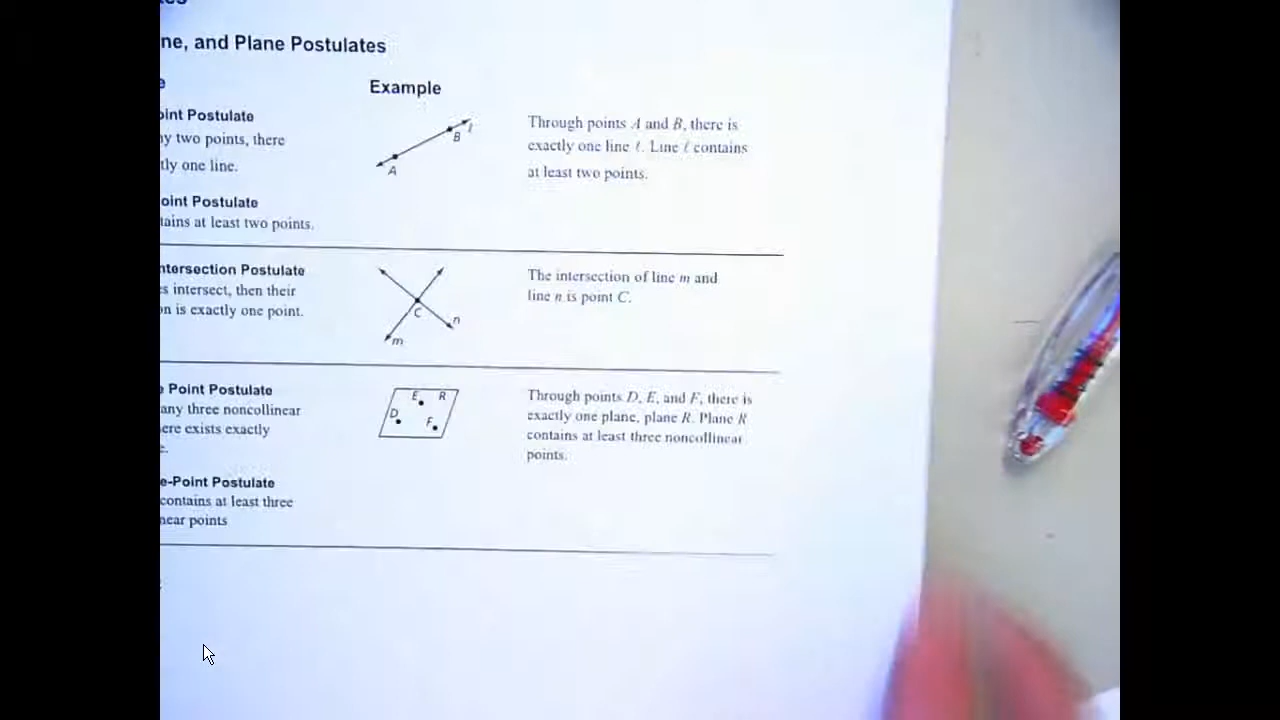 ne, and Plane Postulates
Example
oint Postulate
y two points, there
tly one line.
oint Postulate
tains at least two points.
A
B
ℓ
Through points A and B, there is
exactly one line ℓ. Line ℓ contains
at least two points.
ntersection Postulate
s intersect, then their
n is exactly one point.
C
n
m
The intersection of line m and
line n is point C.
Point Postulate
any three noncollinear
ere exists exactly
e-Point Postulate
contains at least three
near points
E
R
D
F
Through points D, E, and F, there is
exactly one plane, plane R. Plane R
contains at least three noncollinear
points.